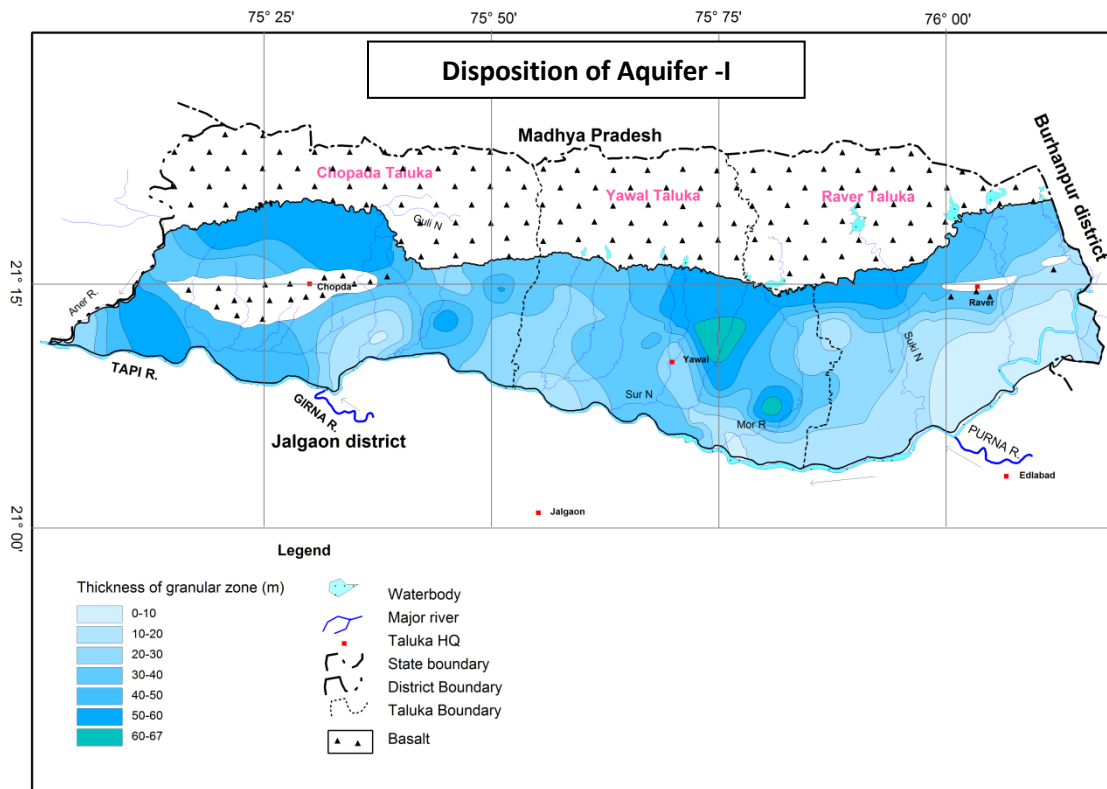 75° 25'
75° 50'
75° 75'
76° 00'
Disposition of Aquifer -I
Madhya Pradesh
Burhanpur district
Chopada Taluka
Yawal Taluka
Raver Taluka
Guli N
21° 15'
Aner R.
Chopda
Raver
Suki N
TAPI R.
Yawal
Sur N
GIRNA R.
Mor R
Jalgaon district
PURNA R.
Edlabad
Jalgaon
21° 00'
Legend
Thickness of granular zone (m)
0-10
10-20
20-30
30-40
40-50
50-60
60-67
Waterbody
Major river
Taluka HQ
State boundary
District Boundary
Taluka Boundary
Basalt